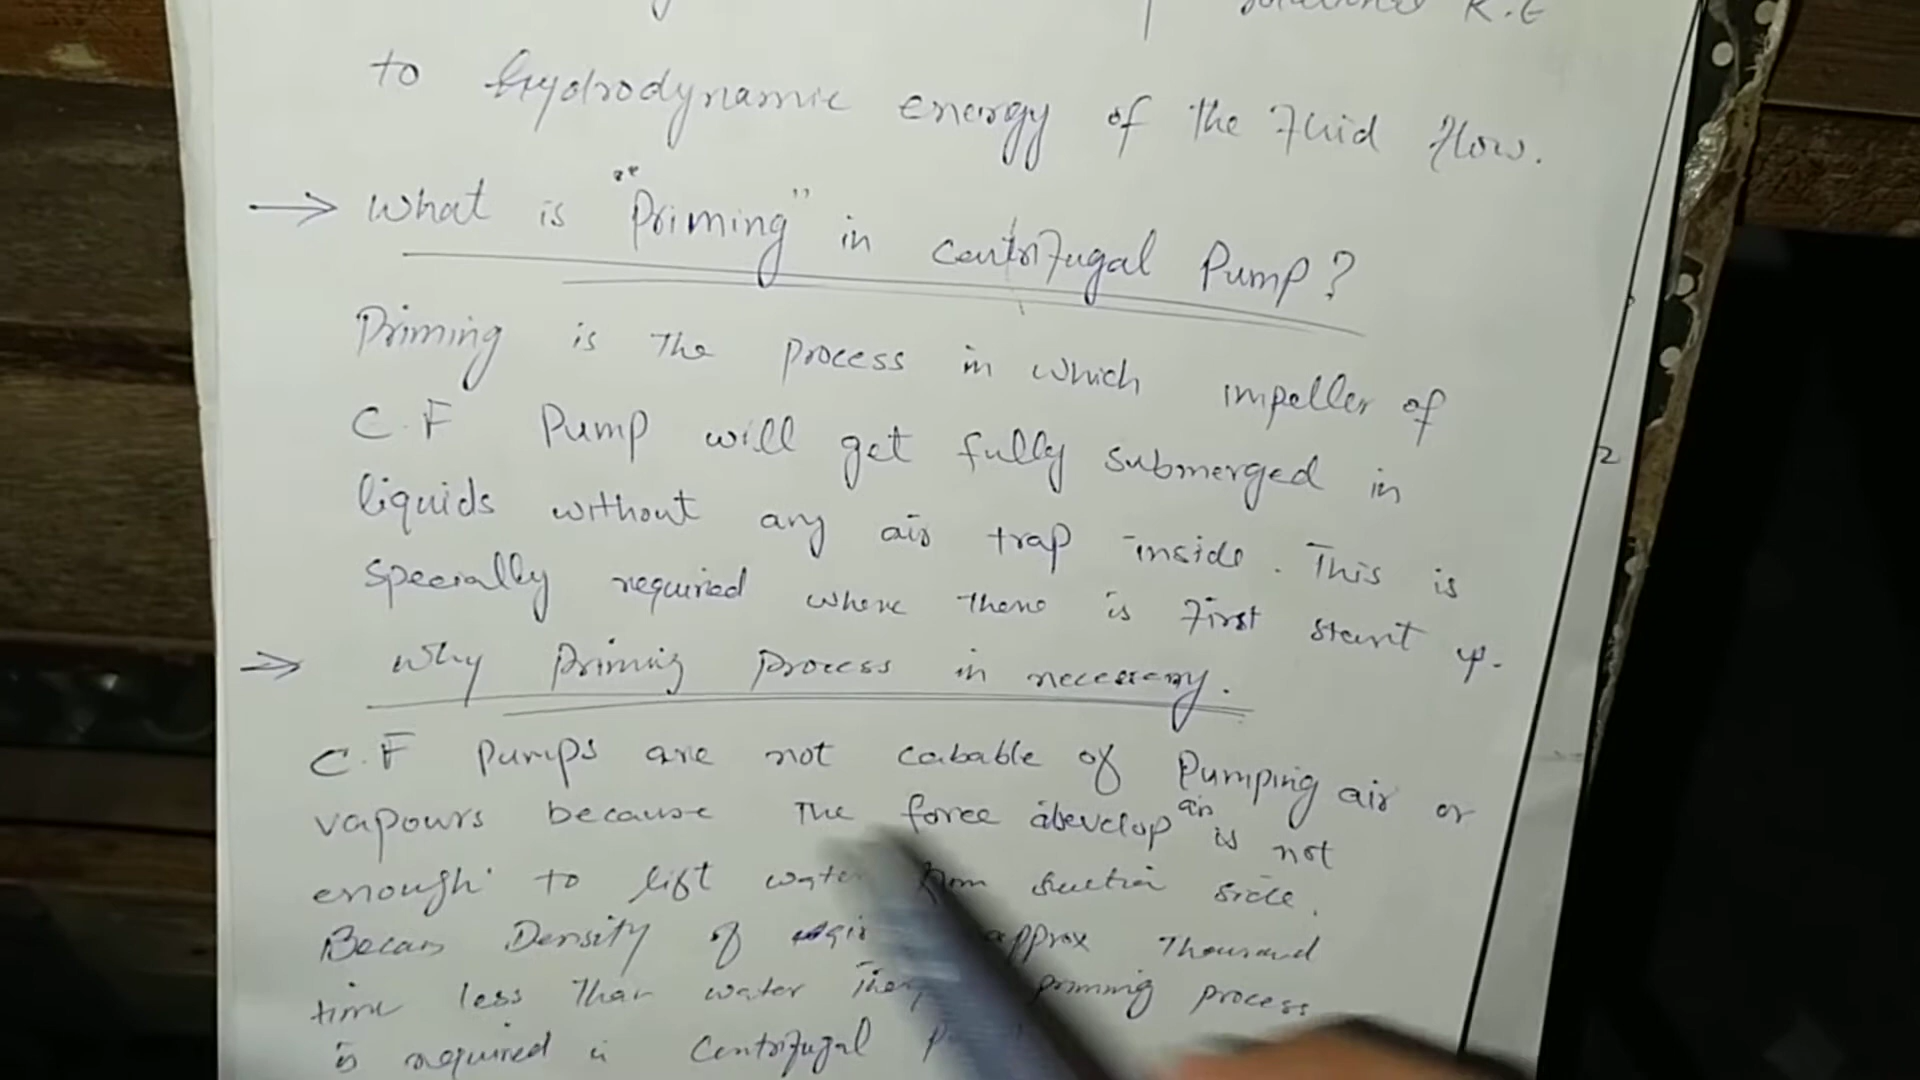 rotational K.E
to hydrodynamic energy of the fluid flow.
→ What is "Priming" in centrifugal Pump?
Priming is the process in which impeller of
C.F Pump will get fully submerged in
liquids without any air trap inside. This is
specially required where there is first start up.
⇒ Why Priming Process in necessary.
C.F Pumps are not cabable of Pumping air or
vapours because the force develop air is not
enough to lift water from suction side.
Becaus Density of air approx Thousand
time less than water priming process
is required in Centrifugal
2